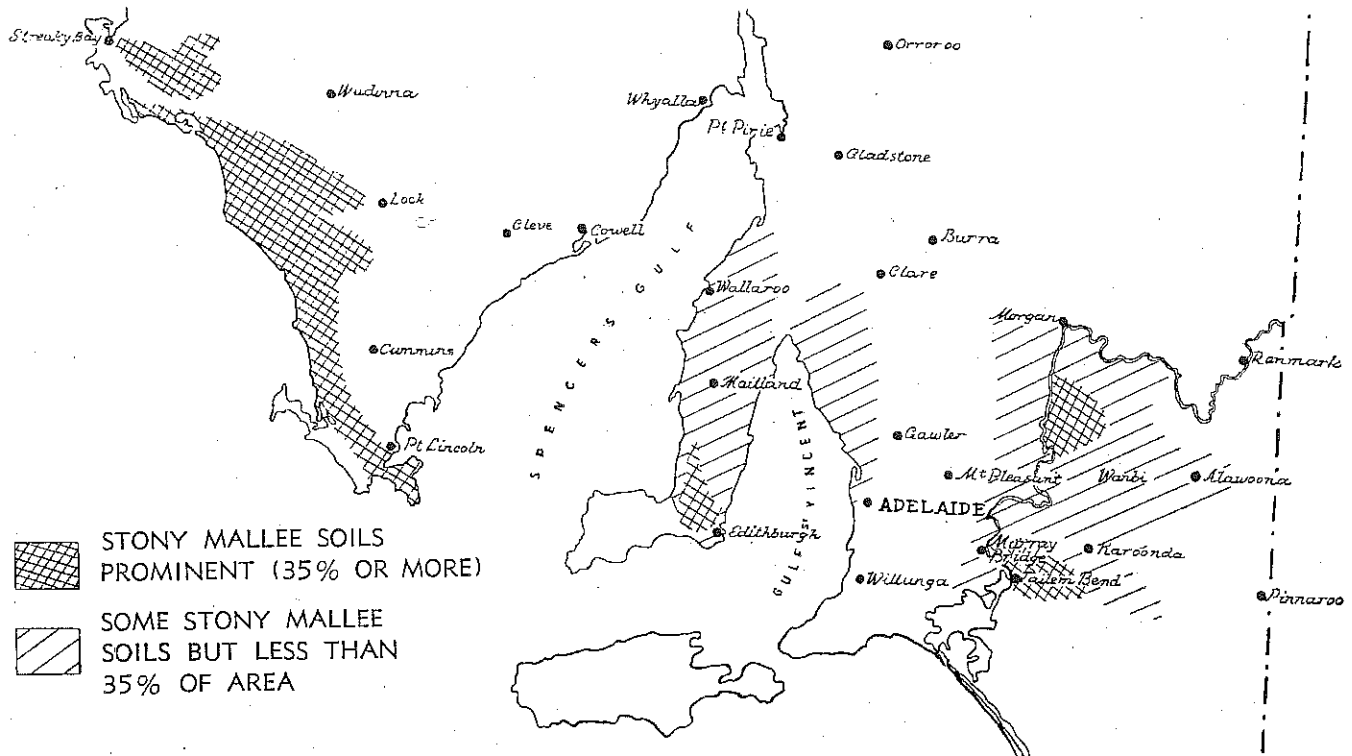 Streaky Bay
Orroroo
Wudinna
Whyalla
Pt Pirie
Gladstone
Lock
Cleve
Cowell
Burra
Clare
SPENCERS GULF
Wallaroo
Morgan
Renmark
Cummins
Maitland
Pt Lincoln
GULF ST VINCENT
Gawler
Mt Pleasant
Wanbi
Alawoona
ADELAIDE
Edithburgh
Murray
Bridge
Karoonda
Willunga
Tailem Bend
Pinnaroo
STONY MALLEE SOILS
PROMINENT (35% OR MORE)
SOME STONY MALLEE
SOILS BUT LESS THAN
35% OF AREA